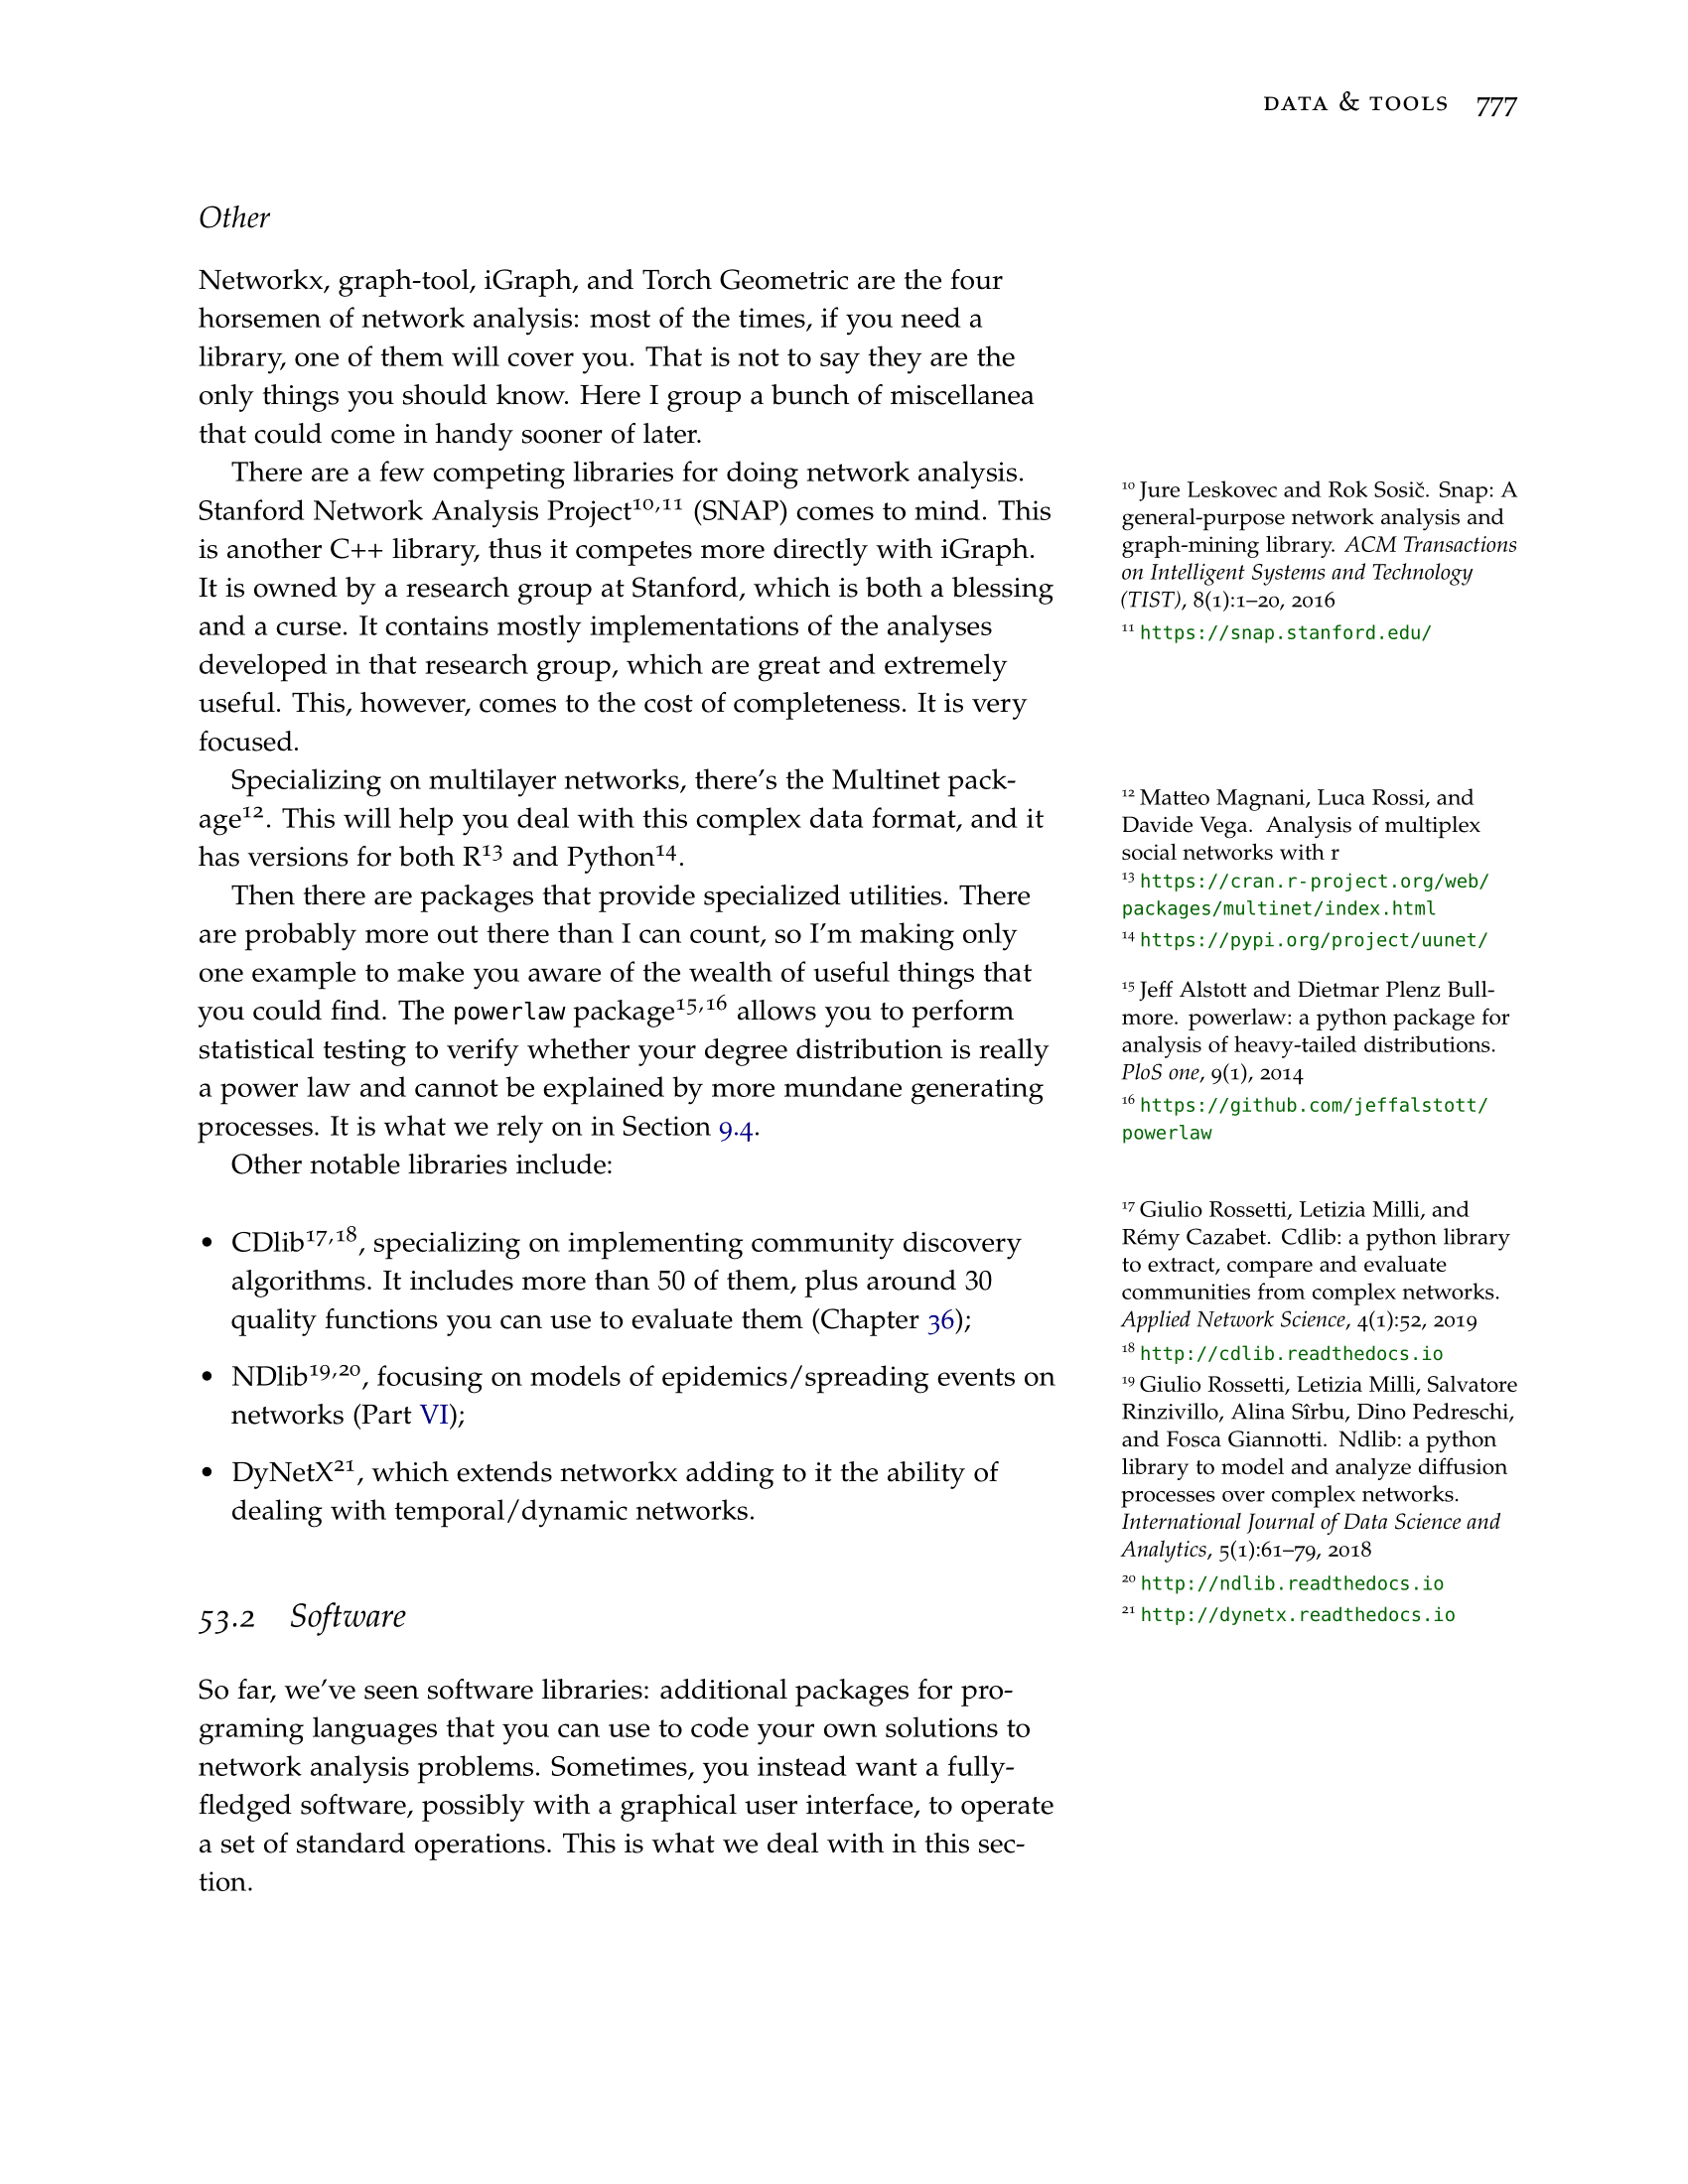 DATA & TOOLS 777
Other
Networkx, graph-tool, iGraph, and Torch Geometric are the four
horsemen of network analysis: most of the times, if you need a
library, one of them will cover you. That is not to say they are the
only things you should know. Here I group a bunch of miscellanea
that could come in handy sooner of later.
There are a few competing libraries for doing network analysis.
Stanford Network Analysis Project¹⁰,¹¹ (SNAP) comes to mind. This
is another C++ library, thus it competes more directly with iGraph.
It is owned by a research group at Stanford, which is both a blessing
and a curse. It contains mostly implementations of the analyses
developed in that research group, which are great and extremely
useful. This, however, comes to the cost of completeness. It is very
focused.
Specializing on multilayer networks, there's the Multinet pack-
age¹². This will help you deal with this complex data format, and it
has versions for both R¹³ and Python¹⁴.
Then there are packages that provide specialized utilities. There
are probably more out there than I can count, so I'm making only
one example to make you aware of the wealth of useful things that
you could find. The powerlaw package¹⁵,¹⁶ allows you to perform
statistical testing to verify whether your degree distribution is really
a power law and cannot be explained by more mundane generating
processes. It is what we rely on in Section 9.4.
Other notable libraries include:
• CDlib¹⁷,¹⁸, specializing on implementing community discovery
algorithms. It includes more than 50 of them, plus around 30
quality functions you can use to evaluate them (Chapter 36);
• NDlib¹⁹,²⁰, focusing on models of epidemics/spreading events on
networks (Part VI);
• DyNetX²¹, which extends networkx adding to it the ability of
dealing with temporal/dynamic networks.
53.2 Software
So far, we've seen software libraries: additional packages for pro-
graming languages that you can use to code your own solutions to
network analysis problems. Sometimes, you instead want a fully-
fledged software, possibly with a graphical user interface, to operate
a set of standard operations. This is what we deal with in this sec-
tion.
¹⁰ Jure Leskovec and Rok Sosič. Snap: A
general-purpose network analysis and
graph-mining library. ACM Transactions
on Intelligent Systems and Technology
(TIST), 8(1):1–20, 2016
¹¹ https://snap.stanford.edu/
¹² Matteo Magnani, Luca Rossi, and
Davide Vega. Analysis of multiplex
social networks with r
¹³ https://cran.r-project.org/web/
packages/multinet/index.html
¹⁴ https://pypi.org/project/uunet/
¹⁵ Jeff Alstott and Dietmar Plenz Bull-
more. powerlaw: a python package for
analysis of heavy-tailed distributions.
PloS one, 9(1), 2014
¹⁶ https://github.com/jeffalstott/
powerlaw
¹⁷ Giulio Rossetti, Letizia Milli, and
Rémy Cazabet. Cdlib: a python library
to extract, compare and evaluate
communities from complex networks.
Applied Network Science, 4(1):52, 2019
¹⁸ http://cdlib.readthedocs.io
¹⁹ Giulio Rossetti, Letizia Milli, Salvatore
Rinzivillo, Alina Sîrbu, Dino Pedreschi,
and Fosca Giannotti. Ndlib: a python
library to model and analyze diffusion
processes over complex networks.
International Journal of Data Science and
Analytics, 5(1):61–79, 2018
²⁰ http://ndlib.readthedocs.io
²¹ http://dynetx.readthedocs.io